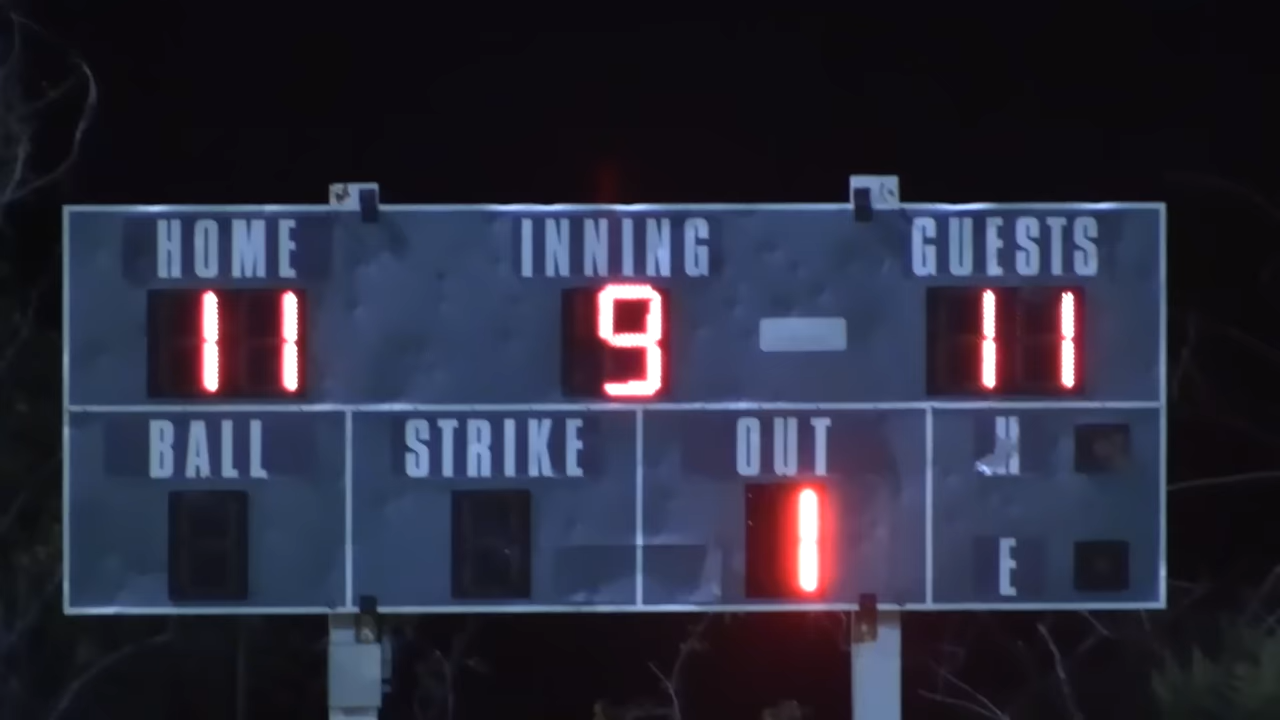 HOME INNING GUESTS
11 9 11
BALL STRIKE OUT H
1
E